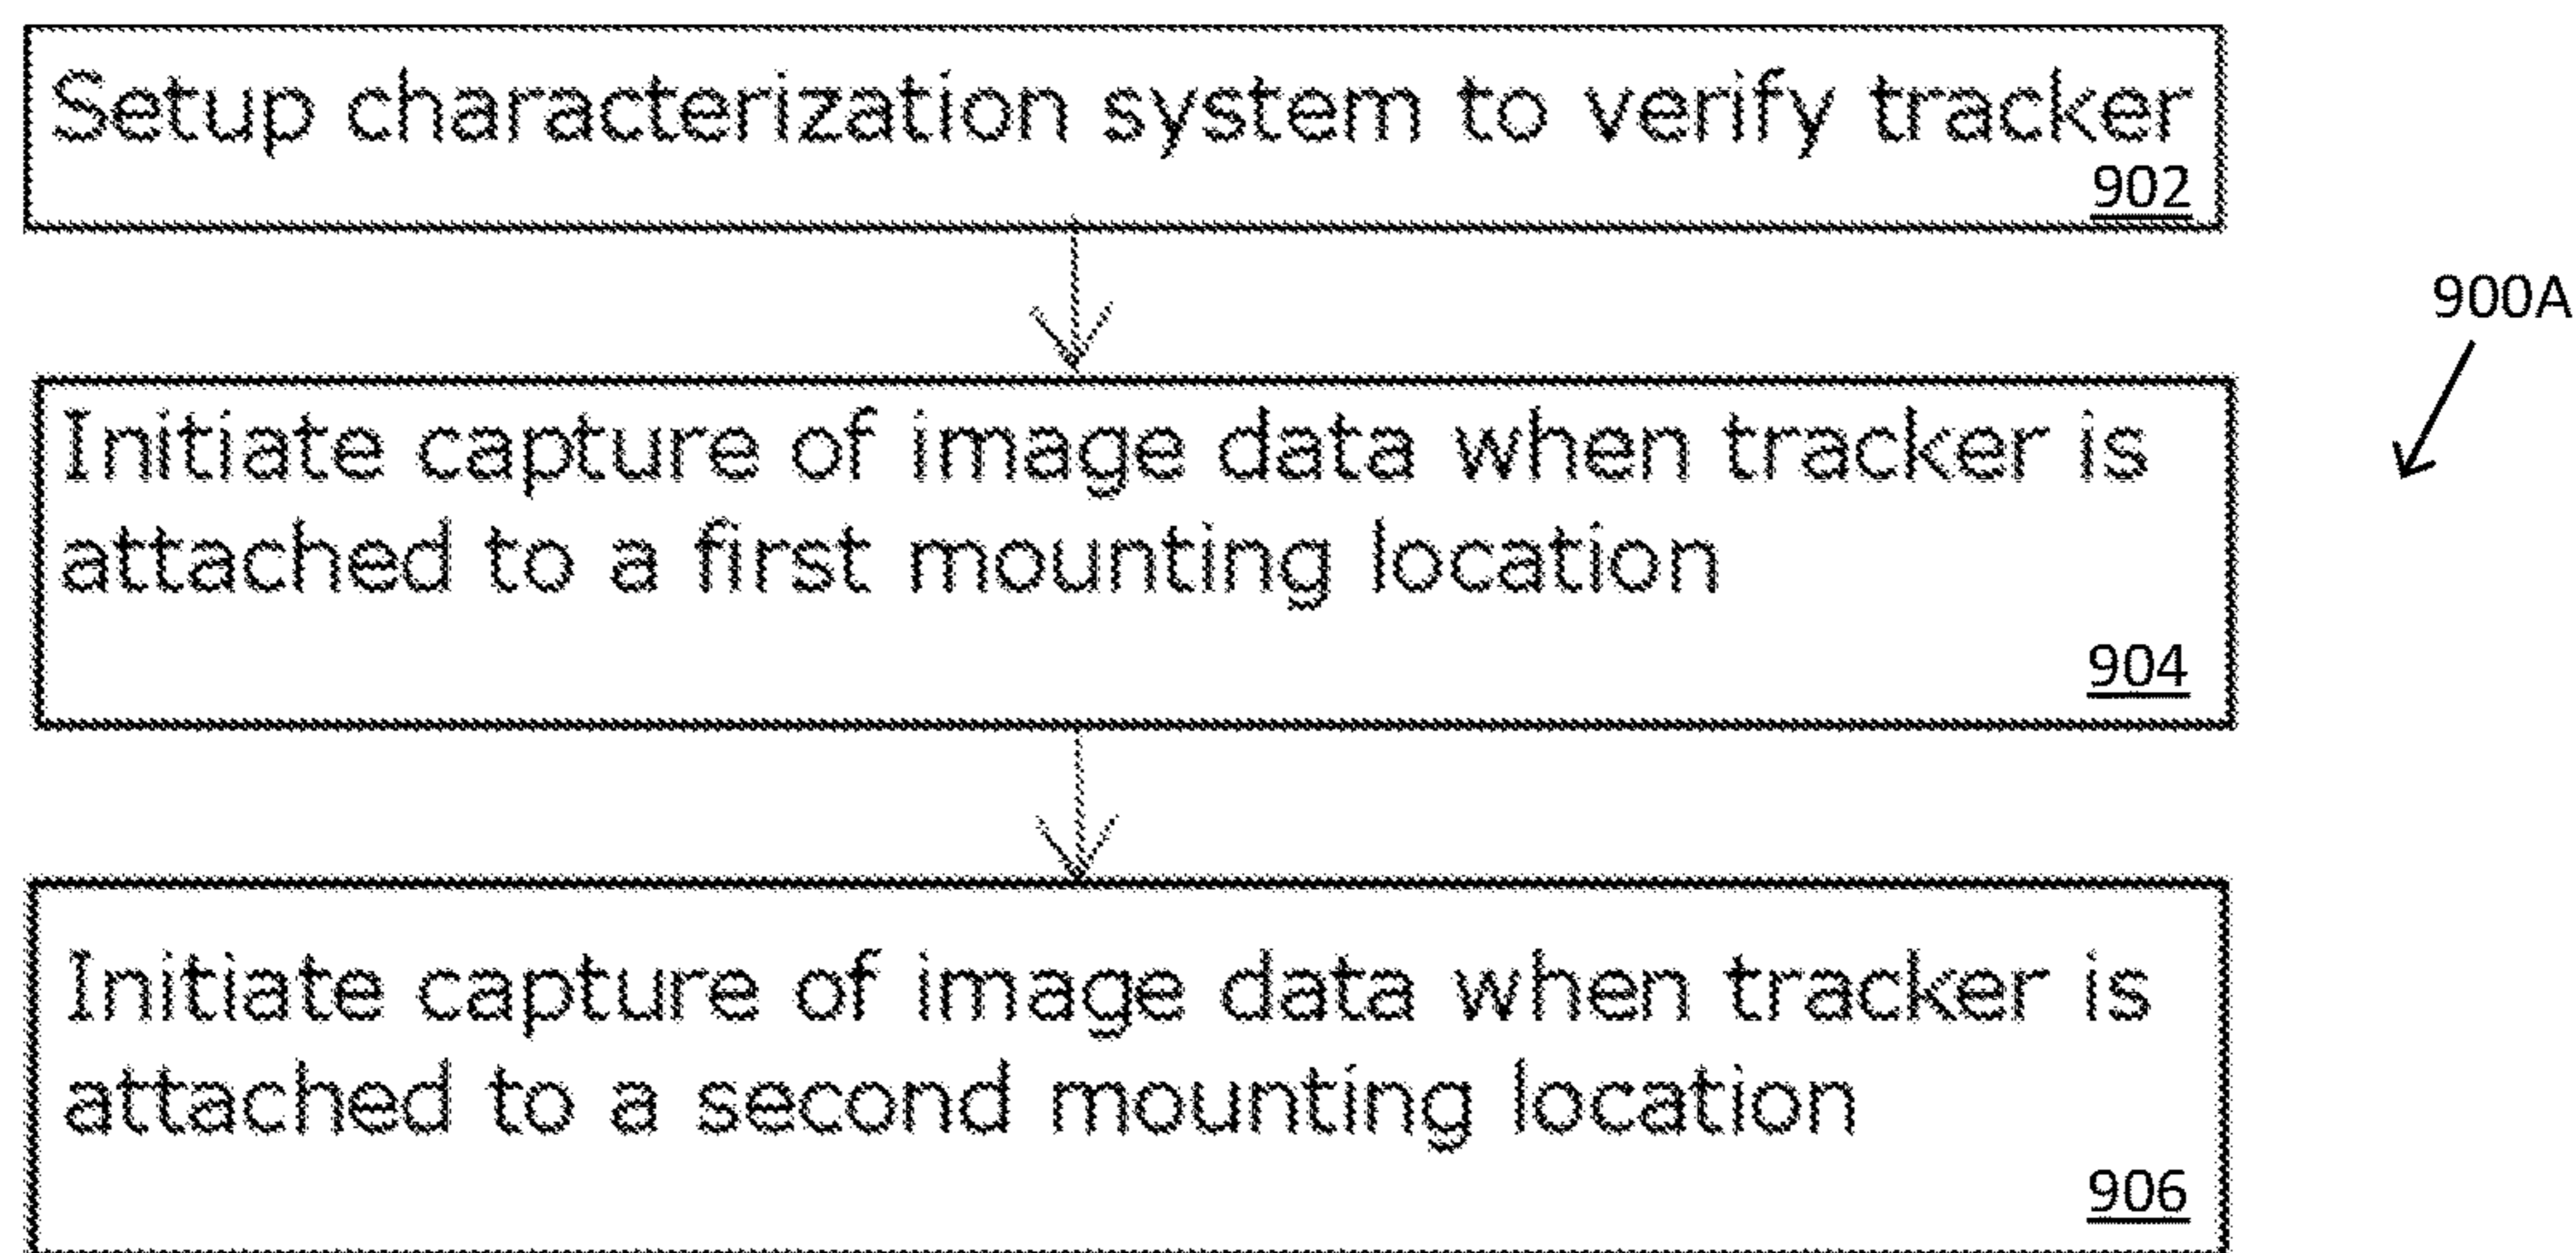 Setup characterization system to verify tracker
902
900A
Initiate capture of image data when tracker is
attached to a first mounting location
904
Initiate capture of image data when tracker is
attached to a second mounting location
906